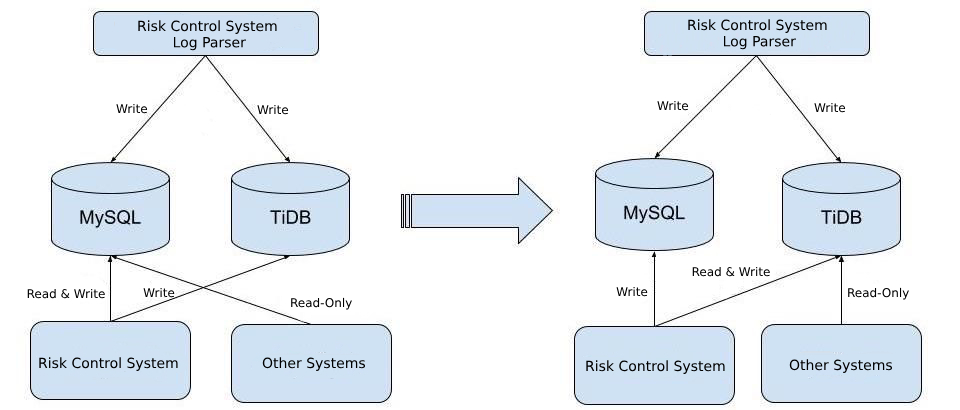 Risk Control System
Log Parser
Write
Write
MySQL
TiDB
Read & Write
Write
Read-Only
Risk Control System
Other Systems
Risk Control System
Log Parser
Write
Write
MySQL
TiDB
Read & Write
Write
Read-Only
Risk Control System
Other Systems